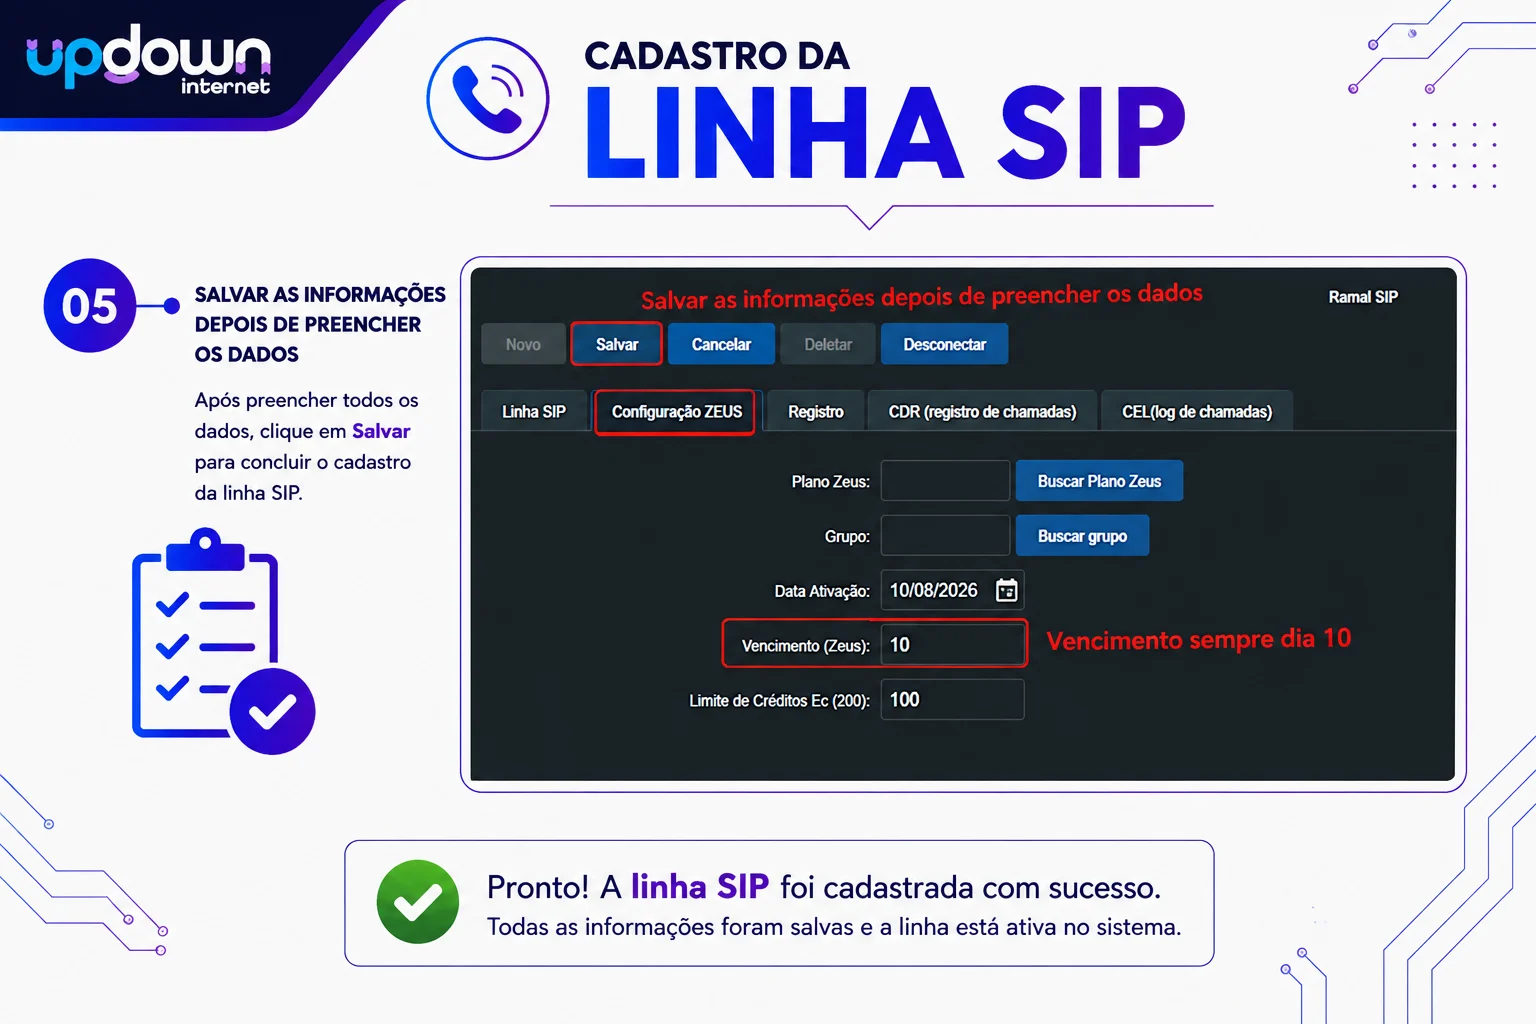 updown
internet
CADASTRO DA
LINHA SIP
05
SALVAR AS INFORMAÇÕES
DEPOIS DE PREENCHER
OS DADOS
Após preencher todos os
dados, clique em Salvar
para concluir o cadastro
da linha SIP.
Salvar as informações depois de preencher os dados
Ramal SIP
Novo Salvar Cancelar Deletar Desconectar
Linha SIP Configuração ZEUS Registro CDR (registro de chamadas) CEL(log de chamadas)
Plano Zeus: Buscar Plano Zeus
Grupo: Buscar grupo
Data Ativação: 10/08/2026
Vencimento (Zeus): 10 Vencimento sempre dia 10
Limite de Créditos Ec (200): 100
Pronto! A linha SIP foi cadastrada com sucesso.
Todas as informações foram salvas e a linha está ativa no sistema.